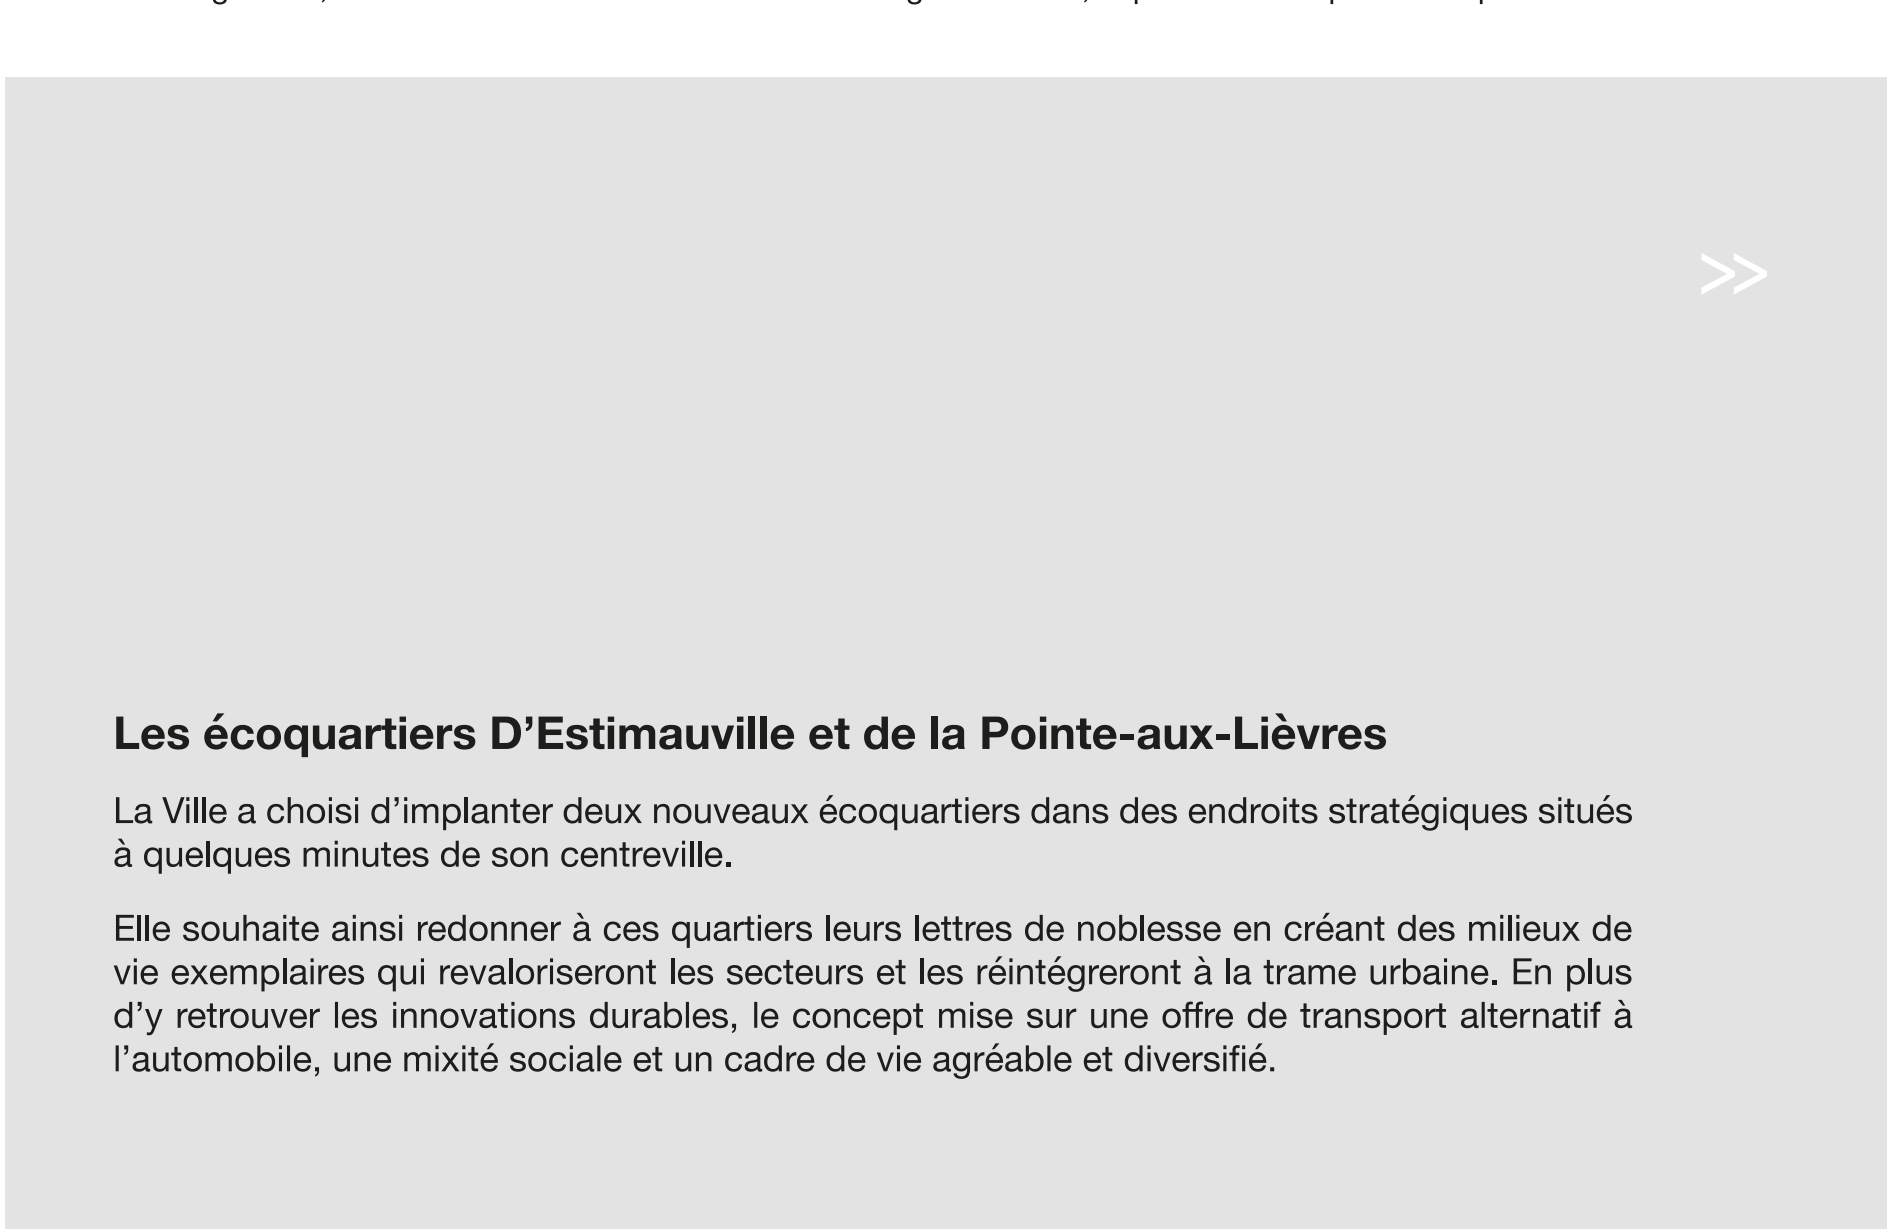 >>
Les écoquartiers D’Estimauville et de la Pointe-aux-Lièvres
La Ville a choisi d’implanter deux nouveaux écoquartiers dans des endroits stratégiques situés
à quelques minutes de son centreville.
Elle souhaite ainsi redonner à ces quartiers leurs lettres de noblesse en créant des milieux de
vie exemplaires qui revaloriseront les secteurs et les réintégreront à la trame urbaine. En plus
d’y retrouver les innovations durables, le concept mise sur une offre de transport alternatif à
l’automobile, une mixité sociale et un cadre de vie agréable et diversifié.